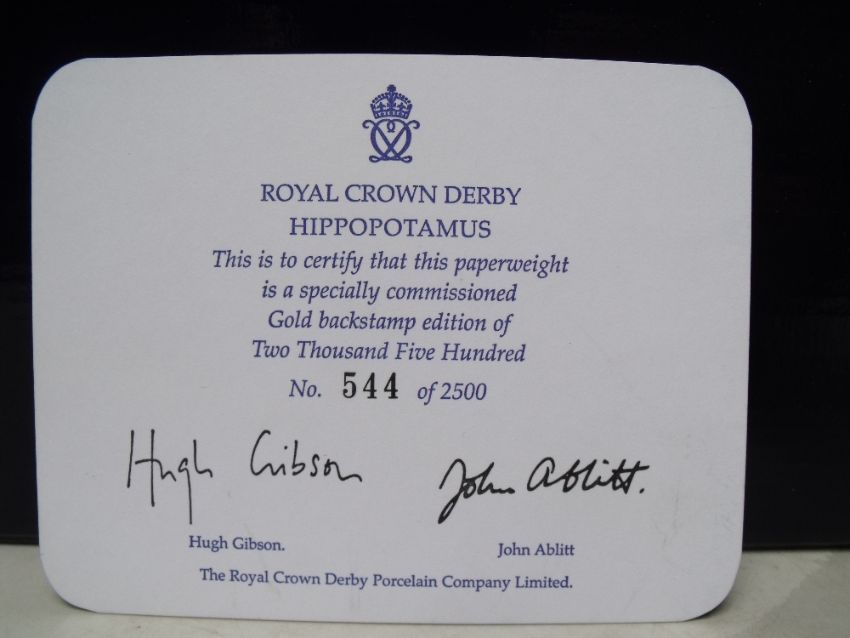 ROYAL CROWN DERBY
HIPPOPOTAMUS
This is to certify that this paperweight
is a specially commissioned
Gold backstamp edition of
Two Thousand Five Hundred
No. 544 of 2500
Hugh Gibson John Ablitt.
Hugh Gibson. John Ablitt
The Royal Crown Derby Porcelain Company Limited.